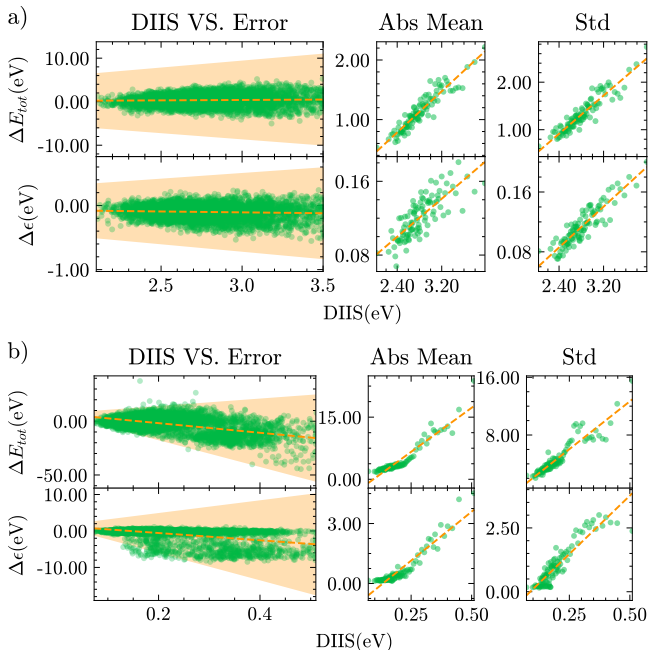 a)
DIIS VS. Error
Abs Mean
Std
ΔE_tot(eV)
10.00
0.00
-10.00
2.00
1.00
2.00
1.00
Δϵ(eV)
0.00
-1.00
0.16
0.08
0.16
0.08
2.5
3.0
3.5
2.40
3.20
2.40
3.20
DIIS(eV)
b)
DIIS VS. Error
Abs Mean
Std
ΔE_tot(eV)
0.00
-50.00
15.00
0.00
16.00
8.00
Δϵ(eV)
10.00
0.00
-10.00
3.00
0.00
2.50
0.00
0.2
0.4
0.25
0.50
0.25
0.50
DIIS(eV)